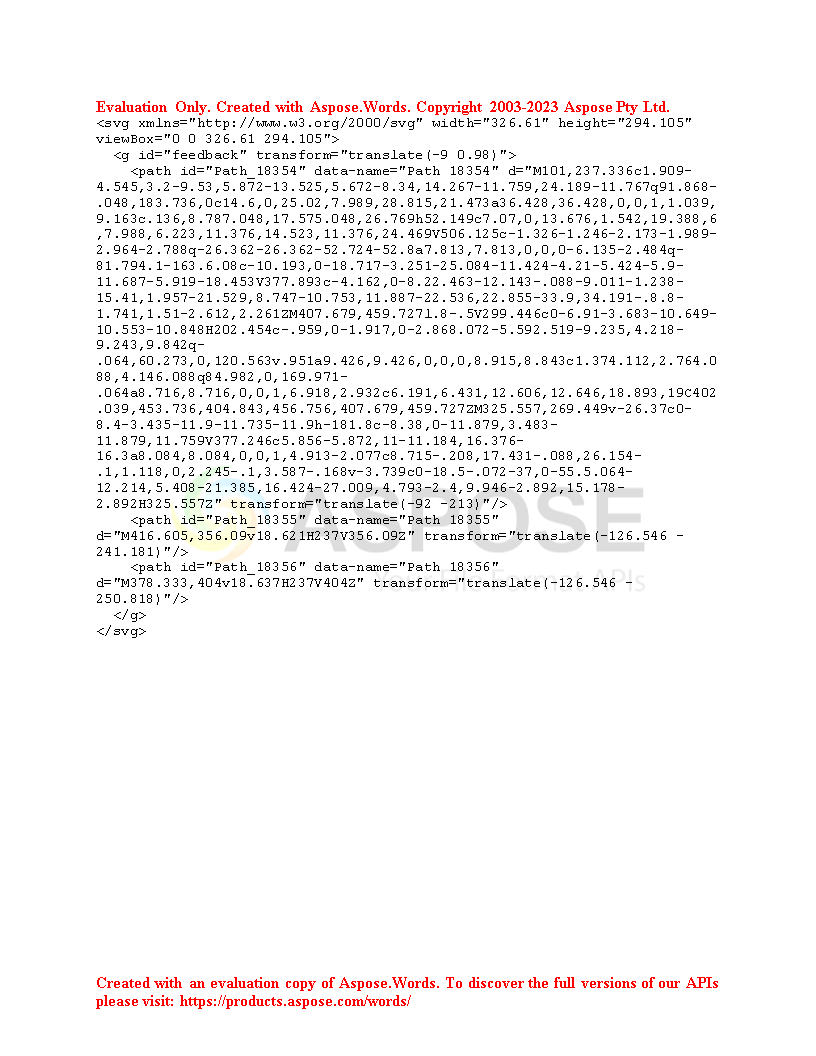 Evaluation Only. Created with Aspose.Words. Copyright 2003-2023 Aspose Pty Ltd.
<svg xmlns="http://www.w3.org/2000/svg" width="326.61" height="294.105"
viewBox="0 0 326.61 294.105">
  <g id="feedback" transform="translate(-9 0.98)">
    <path id="Path_18354" data-name="Path 18354" d="M101,237.336c1.909-
4.545,3.2-9.53,5.872-13.525,5.672-8.34,14.267-11.759,24.189-11.767q91.868-
.048,183.736,0c14.6,0,25.02,7.989,28.815,21.473a36.428,36.428,0,0,1,1.039,
9.163c.136,8.787.048,17.575.048,26.769h52.149c7.07,0,13.676,1.542,19.388,6
,7.988,6.223,11.376,14.523,11.376,24.469V506.125c-1.326-1.246-2.173-1.989-
2.964-2.788q-26.362-26.362-52.724-52.8a7.813,7.813,0,0,0-6.135-2.484q-
81.794.1-163.6.08c-10.193,0-18.717-3.251-25.084-11.424-4.21-5.424-5.9-
11.687-5.919-18.453V377.893c-4.162,0-8.22.463-12.143-.088-9.011-1.238-
15.41,1.957-21.529,8.747-10.753,11.887-22.536,22.855-33.9,34.191-.8.8-
1.741,1.51-2.612,2.261ZM407.679,459.727l.8-.5V299.446c0-6.91-3.683-10.649-
10.553-10.848H202.454c-.959,0-1.917,0-2.868.072-5.592.519-9.235,4.218-
9.243,9.842q-
.064,60.273,0,120.563v.951a9.426,9.426,0,0,0,8.915,8.843c1.374.112,2.764.0
88,4.146.088q84.982,0,169.971-
.064a8.716,8.716,0,0,1,6.918,2.932c6.191,6.431,12.606,12.646,18.893,19C402
.039,453.736,404.843,456.756,407.679,459.727ZM325.557,269.449v-26.37c0-
8.4-3.435-11.9-11.735-11.9h-181.8c-8.38,0-11.879,3.483-
11.879,11.759V377.246c5.856-5.872,11-11.184,16.376-
16.3a8.084,8.084,0,0,1,4.913-2.077c8.715-.208,17.431-.088,26.154-
.1,1.118,0,2.245-.1,3.587-.168v-3.739c0-18.5-.072-37,0-55.5.064-
12.214,5.408-21.385,16.424-27.009,4.793-2.4,9.946-2.892,15.178-
2.892H325.557Z" transform="translate(-92 -213)"/>
    <path id="Path_18355" data-name="Path 18355"
d="M416.605,356.09v18.621H237V356.09Z" transform="translate(-126.546 -
241.181)"/>
    <path id="Path_18356" data-name="Path 18356"
d="M378.333,404v18.637H237V404Z" transform="translate(-126.546 -
250.818)"/>
  </g>
</svg>
ASPOSE
Created with an evaluation copy of Aspose.Words. To discover the full versions of our APIs
please visit: https://products.aspose.com/words/